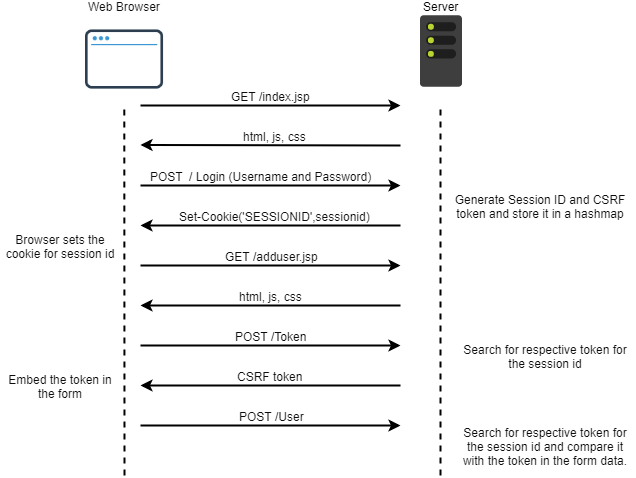 Web Browser
Server
GET /index.jsp
html, js, css
POST / Login (Username and Password)
Generate Session ID and CSRF
token and store it in a hashmap
Set-Cookie('SESSIONID',sessionid)
Browser sets the
cookie for session id
GET /adduser.jsp
html, js, css
POST /Token
Search for respective token for
the session id
CSRF token
Embed the token in
the form
POST /User
Search for respective token for
the session id and compare it
with the token in the form data.